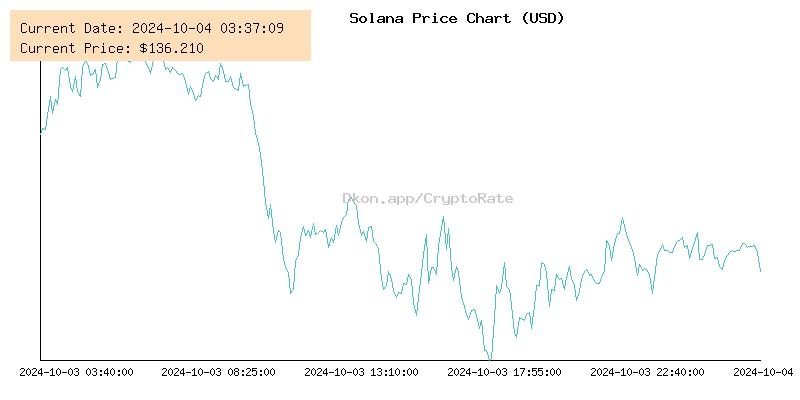 Solana Price Chart (USD)
Current Date: 2024-10-04 03:37:09
Current Price: $136.210
Dkon.app/CryptoRate
2024-10-03 03:40:00 2024-10-03 08:25:00 2024-10-03 13:10:00 2024-10-03 17:55:00 2024-10-03 22:40:00 2024-10-04